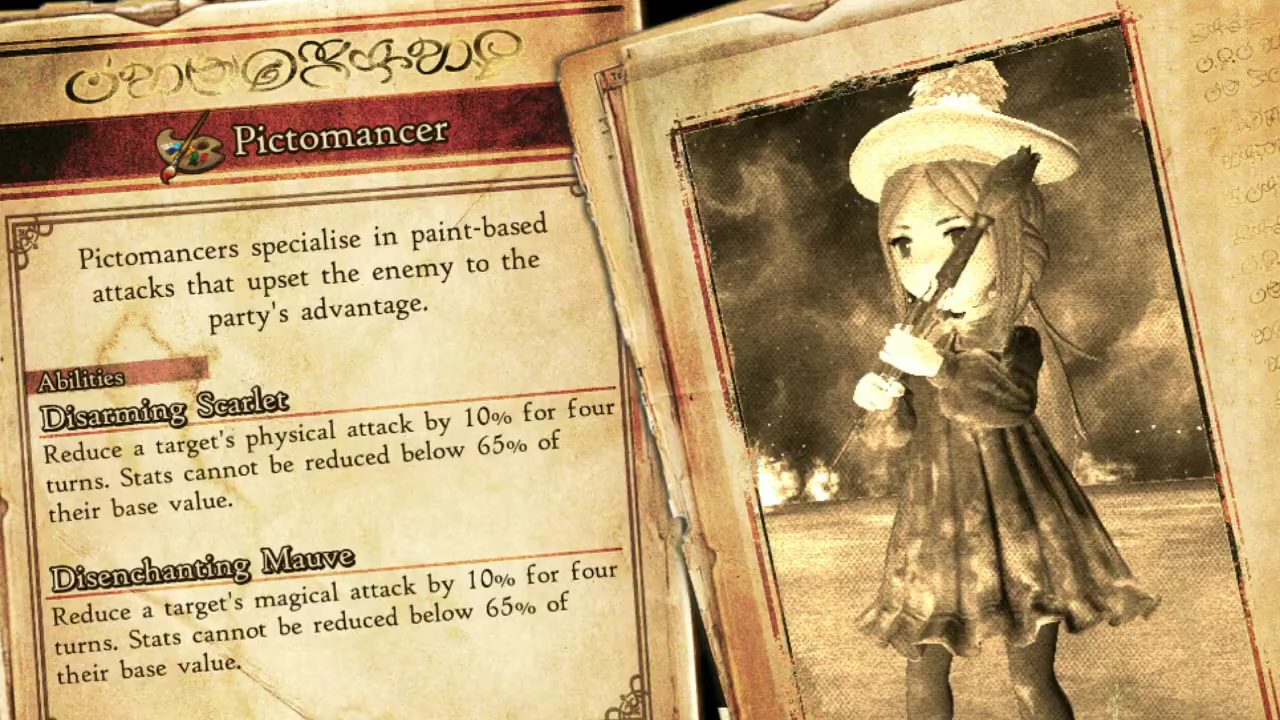 Pictomancer
Pictomancers specialise in paint-based
attacks that upset the enemy to the
party's advantage.
Abilities
Disarming Scarlet
Reduce a target's physical attack by 10% for four
turns. Stats cannot be reduced below 65% of
their base value.
Disenchanting Mauve
Reduce a target's magical attack by 10% for four
turns. Stats cannot be reduced below 65% of
their base value.